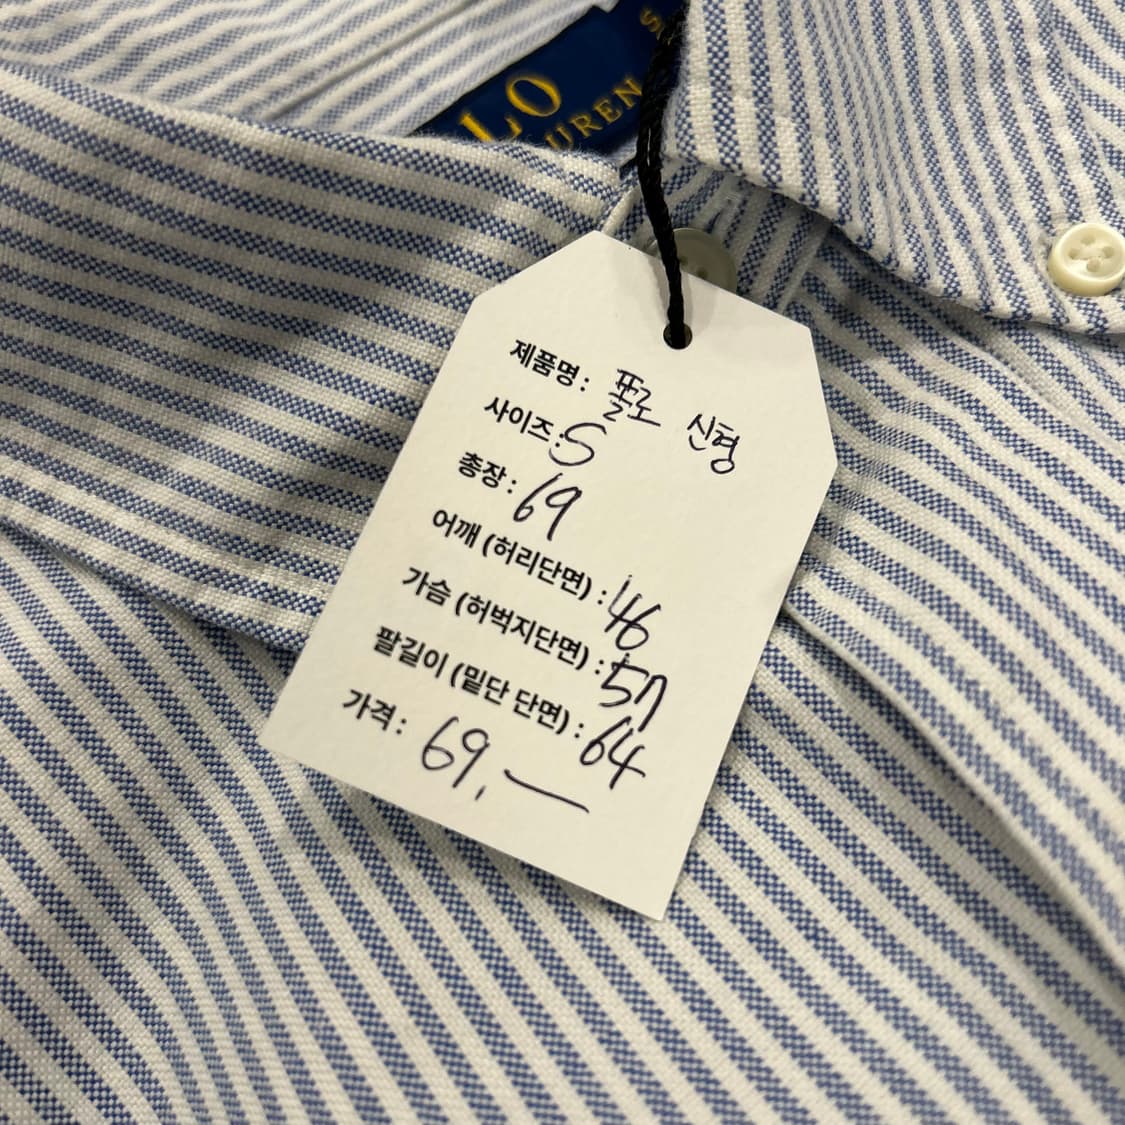 S
LO
UREN
제품명 : 폴로 신형
사이즈 : S
총장 : 69
어깨 (허리단면) : 46
가슴 (허벅지단면) : 57
팔길이 (밑단 단면) : 64
가격 : 69,—